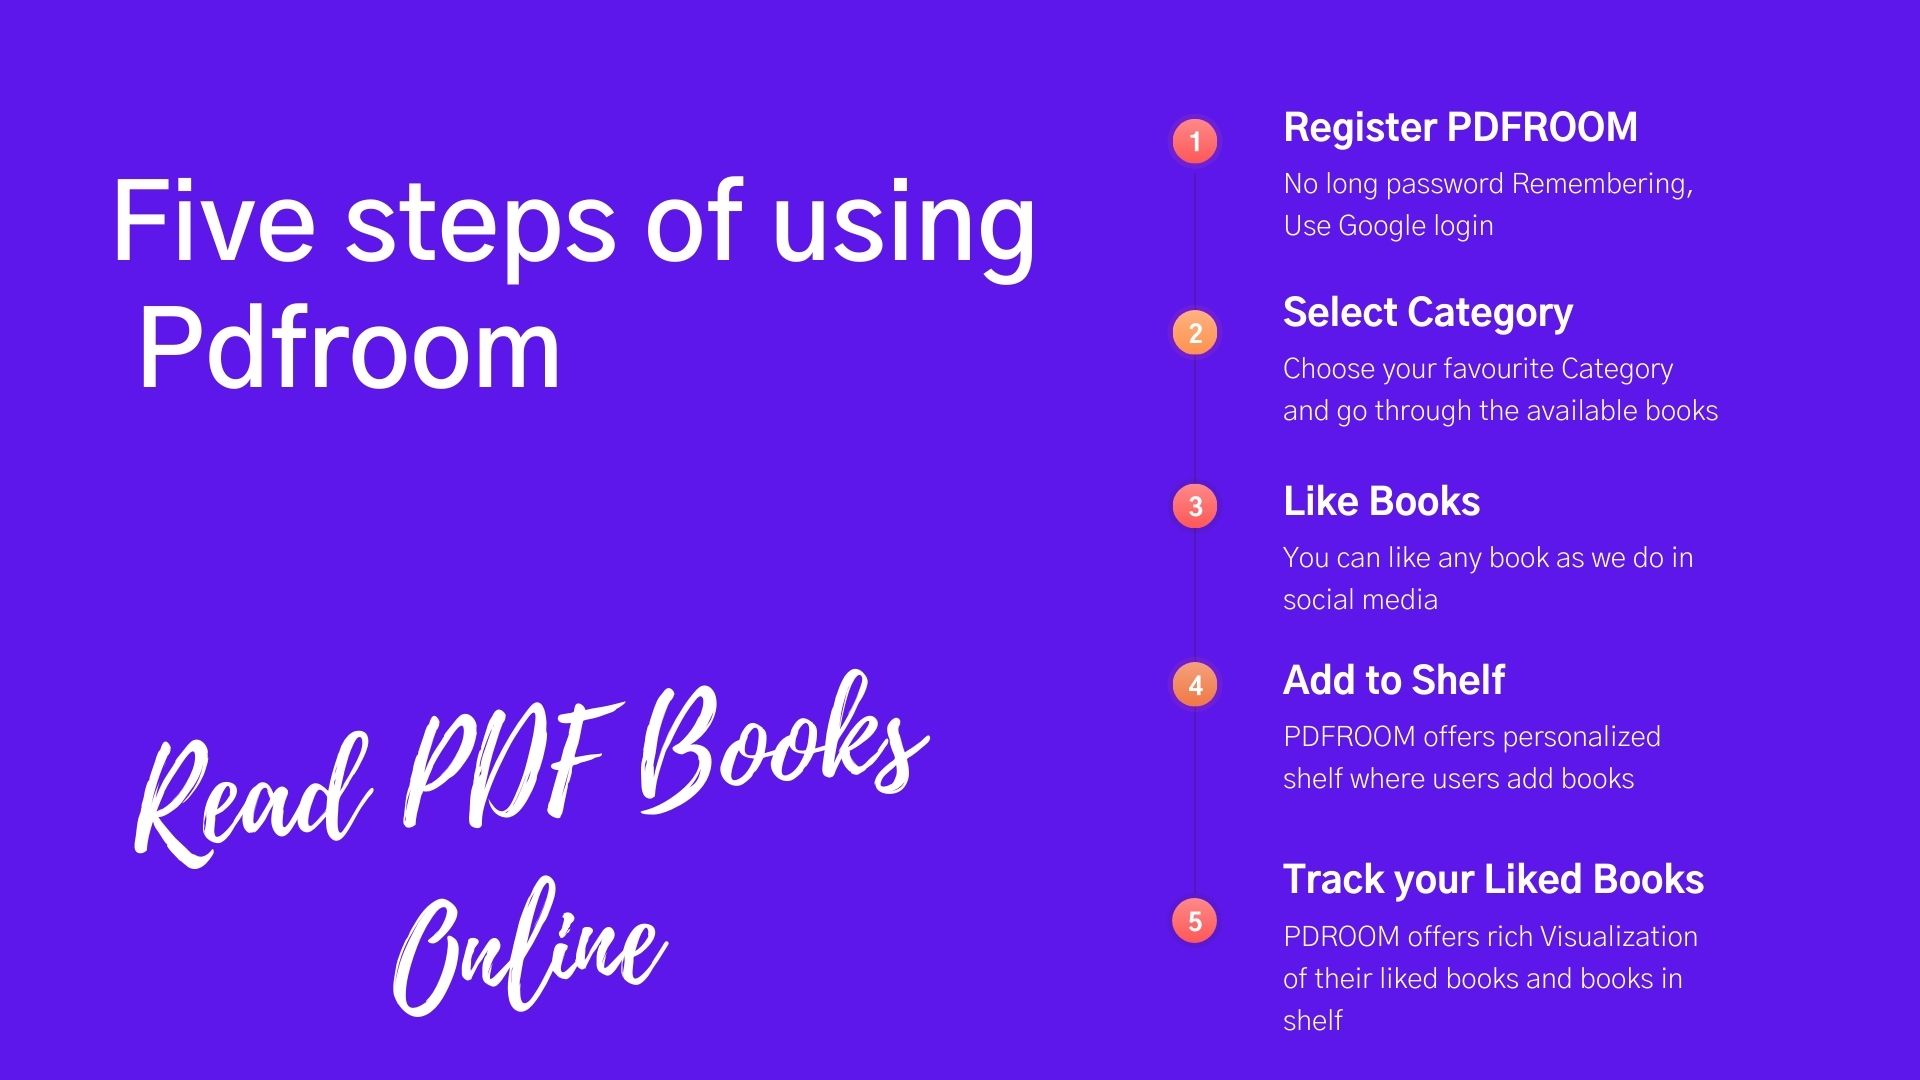 Five steps of using
Pdfroom
Read PDF Books
Online
1
Register PDFROOM
No long password Remembering,
Use Google login
2
Select Category
Choose your favourite Category
and go through the available books
3
Like Books
You can like any book as we do in
social media
4
Add to Shelf
PDFROOM offers personalized
shelf where users add books
5
Track your Liked Books
PDROOM offers rich Visualization
of their liked books and books in
shelf